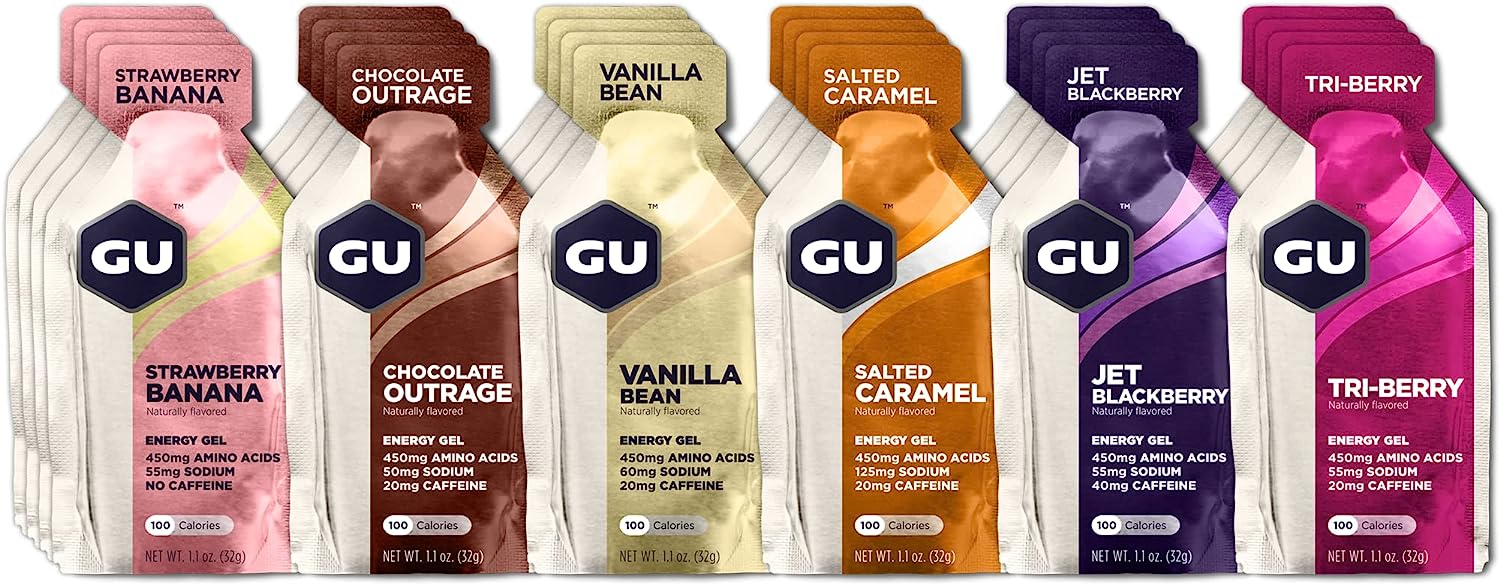 STRAWBERRY
BANANA
GU
™
STRAWBERRY
BANANA
Naturally flavored
ENERGY GEL
450mg AMINO ACIDS
55mg SODIUM
NO CAFFEINE
100 Calories
NET WT. 1.1 oz. (32g)
CHOCOLATE
OUTRAGE
GU
™
CHOCOLATE
OUTRAGE
Naturally flavored
ENERGY GEL
450mg AMINO ACIDS
50mg SODIUM
20mg CAFFEINE
100 Calories
NET WT. 1.1 oz. (32g)
VANILLA
BEAN
GU
™
VANILLA
BEAN
Naturally flavored
ENERGY GEL
450mg AMINO ACIDS
60mg SODIUM
20mg CAFFEINE
100 Calories
NET WT. 1.1 oz. (32g)
SALTED
CARAMEL
GU
™
SALTED
CARAMEL
Naturally flavored
ENERGY GEL
450mg AMINO ACIDS
125mg SODIUM
20mg CAFFEINE
100 Calories
NET WT. 1.1 oz. (32g)
JET
BLACKBERRY
GU
™
JET
BLACKBERRY
Naturally flavored
ENERGY GEL
450mg AMINO ACIDS
55mg SODIUM
40mg CAFFEINE
100 Calories
NET WT. 1.1 oz. (32g)
TRI-BERRY
GU
™
TRI-BERRY
Naturally flavored
ENERGY GEL
450mg AMINO ACIDS
55mg SODIUM
20mg CAFFEINE
100 Calories
NET WT. 1.1 oz. (32g)